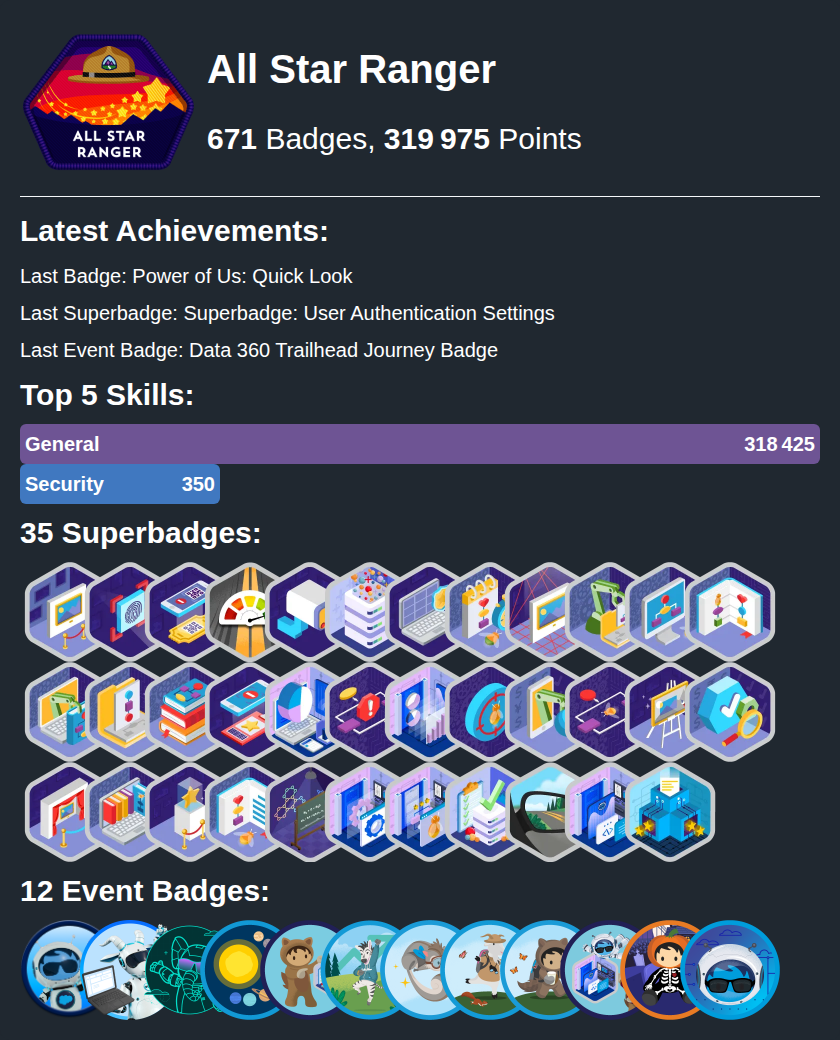 ALL STAR
RANGER
All Star Ranger
671 Badges, 319 975 Points
Latest Achievements:
Last Badge: Power of Us: Quick Look
Last Superbadge: Superbadge: User Authentication Settings
Last Event Badge: Data 360 Trailhead Journey Badge
Top 5 Skills:
General 318 425
Security 350
35 Superbadges:
12 Event Badges: